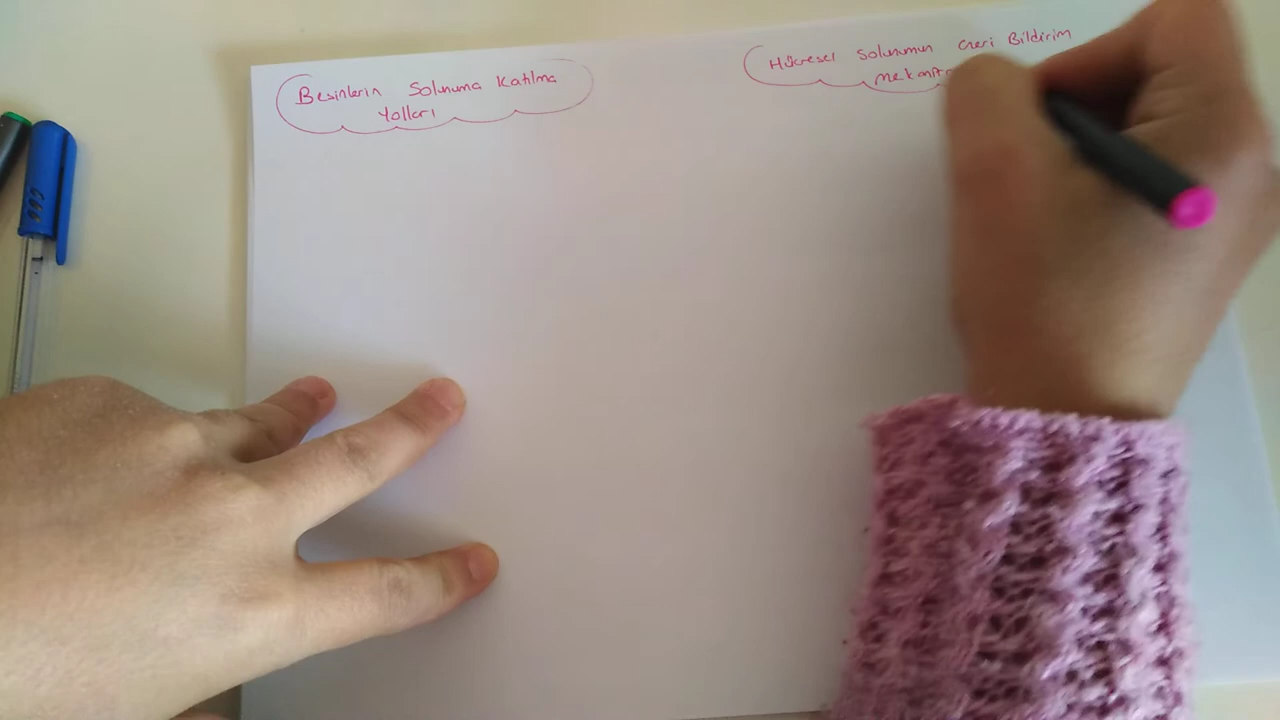 Besinlerin Solunuma Katılma
Yolları
Hücresel Solunumun Geri Bildirim